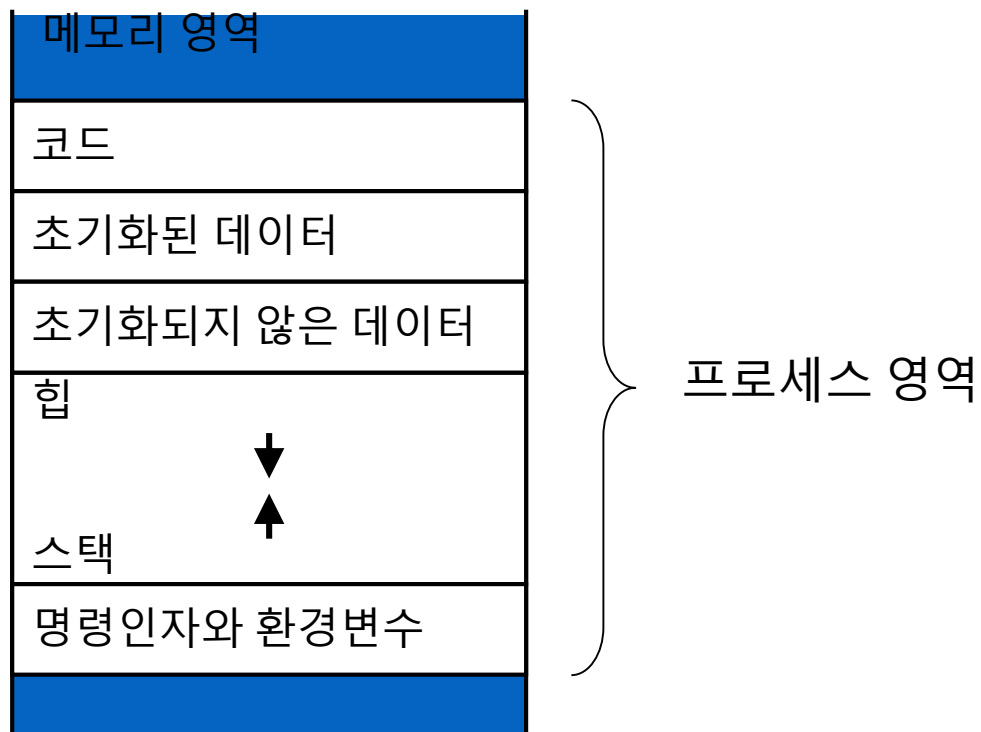 메모리 영역
코드
초기화된 데이터
초기화되지 않은 데이터
힙
프로세스 영역
스택
명령인자와 환경변수